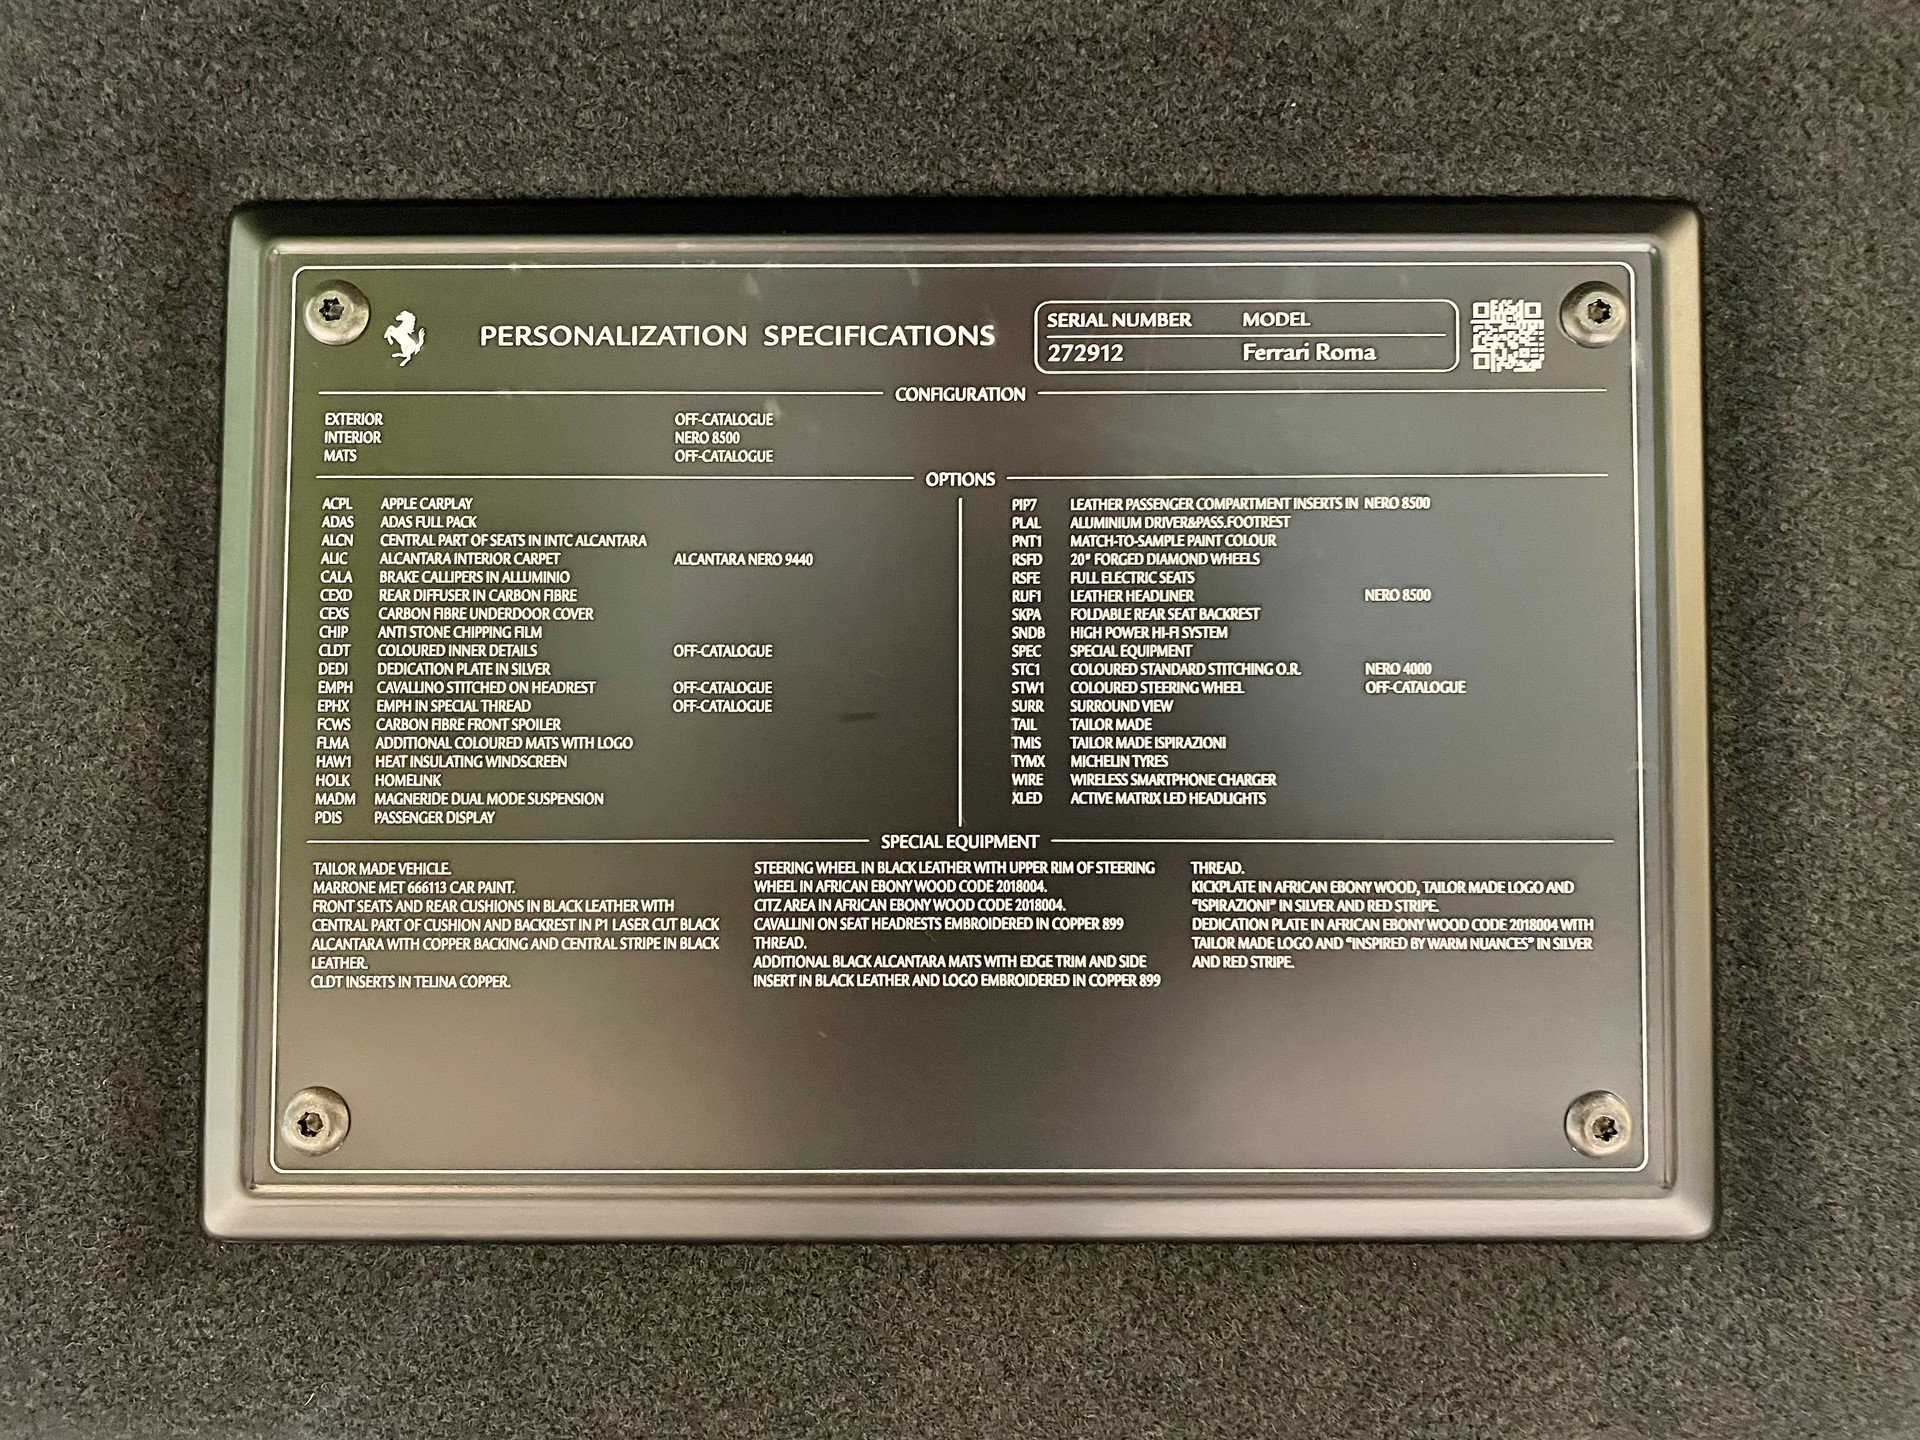 PERSONALIZATION SPECIFICATIONS
SERIAL NUMBER MODEL
272912 Ferrari Roma
CONFIGURATION
EXTERIOR OFF-CATALOGUE
INTERIOR NERO 8500
MATS OFF-CATALOGUE
OPTIONS
ACPL APPLE CARPLAY
ADAS ADAS FULL PACK
ALCN CENTRAL PART OF SEATS IN INTC ALCANTARA
ALIC ALCANTARA INTERIOR CARPET ALCANTARA NERO 9440
CALA BRAKE CALLIPERS IN ALLUMINIO
CEXD REAR DIFFUSER IN CARBON FIBRE
CEXS CARBON FIBRE UNDERDOOR COVER
CHIP ANTI STONE CHIPPING FILM
CLDT COLOURED INNER DETAILS OFF-CATALOGUE
DEDI DEDICATION PLATE IN SILVER
EMPH CAVALLINO STITCHED ON HEADREST OFF-CATALOGUE
EPHX EMPH IN SPECIAL THREAD OFF-CATALOGUE
FCWS CARBON FIBRE FRONT SPOILER
FLMA ADDITIONAL COLOURED MATS WITH LOGO
HAW1 HEAT INSULATING WINDSCREEN
HOLK HOMELINK
MADM MAGNERIDE DUAL MODE SUSPENSION
PDIS PASSENGER DISPLAY
PIP7 LEATHER PASSENGER COMPARTMENT INSERTS IN NERO 8500
PLAL ALUMINIUM DRIVER&PASS.FOOTREST
PNT1 MATCH-TO-SAMPLE PAINT COLOUR
RSFD 20" FORGED DIAMOND WHEELS
RSFE FULL ELECTRIC SEATS
RUF1 LEATHER HEADLINER NERO 8500
SKPA FOLDABLE REAR SEAT BACKREST
SNDB HIGH POWER HI-FI SYSTEM
SPEC SPECIAL EQUIPMENT
STC1 COLOURED STANDARD STITCHING O.R. NERO 4000
STW1 COLOURED STEERING WHEEL OFF-CATALOGUE
SURR SURROUND VIEW
TAIL TAILOR MADE
TMIS TAILOR MADE ISPIRAZIONI
TYMX MICHELIN TYRES
WIRE WIRELESS SMARTPHONE CHARGER
XLED ACTIVE MATRIX LED HEADLIGHTS
SPECIAL EQUIPMENT
TAILOR MADE VEHICLE.
MARRONE MET 666113 CAR PAINT.
FRONT SEATS AND REAR CUSHIONS IN BLACK LEATHER WITH
CENTRAL PART OF CUSHION AND BACKREST IN P1 LASER CUT BLACK
ALCANTARA WITH COPPER BACKING AND CENTRAL STRIPE IN BLACK
LEATHER.
CLDT INSERTS IN TELINA COPPER.
STEERING WHEEL IN BLACK LEATHER WITH UPPER RIM OF STEERING
WHEEL IN AFRICAN EBONY WOOD CODE 2018004.
CITZ AREA IN AFRICAN EBONY WOOD CODE 2018004.
CAVALLINI ON SEAT HEADRESTS EMBROIDERED IN COPPER 899
THREAD.
ADDITIONAL BLACK ALCANTARA MATS WITH EDGE TRIM AND SIDE
INSERT IN BLACK LEATHER AND LOGO EMBROIDERED IN COPPER 899
THREAD.
KICKPLATE IN AFRICAN EBONY WOOD, TAILOR MADE LOGO AND
"ISPIRAZIONI" IN SILVER AND RED STRIPE.
DEDICATION PLATE IN AFRICAN EBONY WOOD CODE 2018004 WITH
TAILOR MADE LOGO AND "INSPIRED BY WARM NUANCES" IN SILVER
AND RED STRIPE.